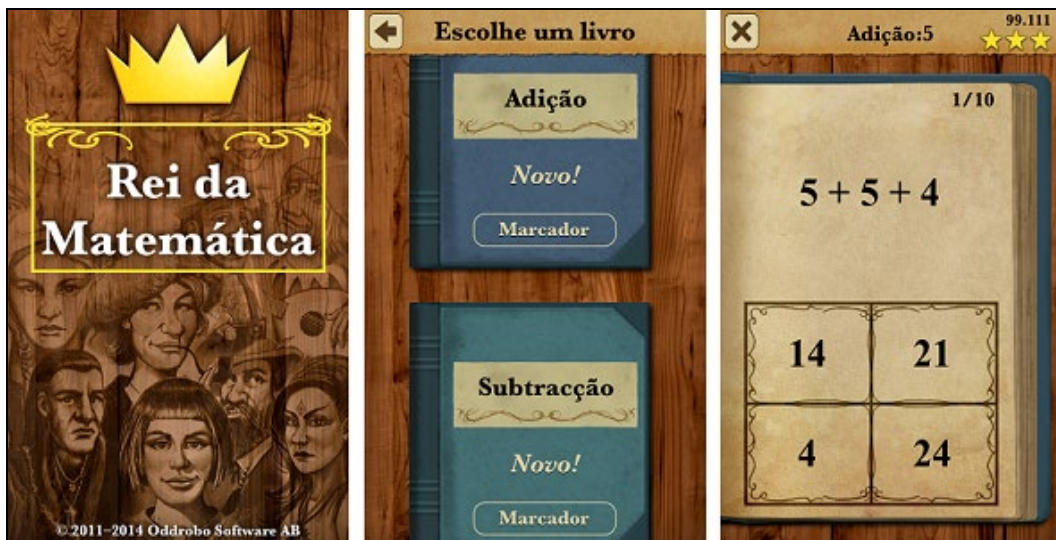 Rei da
Matemática
© 2011-2014 Oddrobo Software AB
Escolhe um livro
Adição
Novo!
Marcador
Subtracção
Novo!
Marcador
Adição:5
99.111
1/10
5 + 5 + 4
14 21
4 24